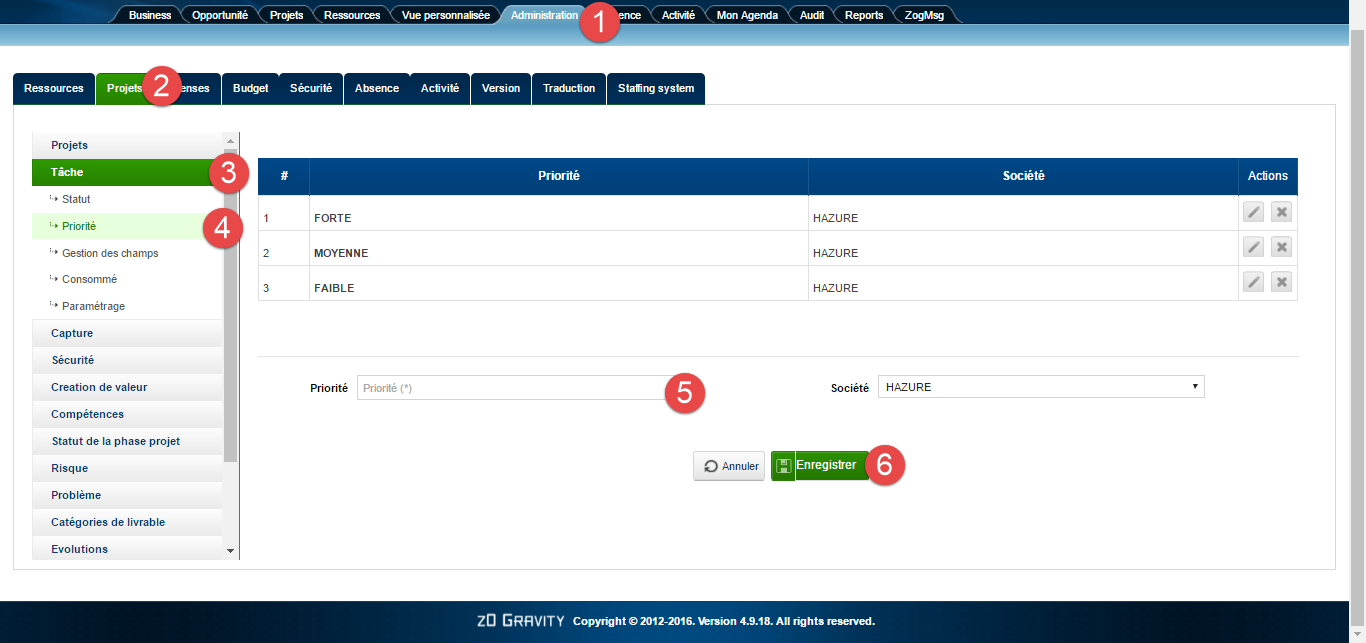 Business Opportunité Projets Ressources Vue personnalisée Administration 1 ence Activité Mon Agenda Audit Reports ZogMsg
Ressources Projets 2 enses Budget Sécurité Absence Activité Version Traduction Staffing system
Projets
Tâche 3
Statut
Priorité 4
Gestion des champs
Consommé
Paramétrage
Capture
Sécurité
Creation de valeur
Compétences
Statut de la phase projet
Risque
Problème
Catégories de livrable
Evolutions
# Priorité Société Actions
1 FORTE HAZURE
2 MOYENNE HAZURE
3 FAIBLE HAZURE
Priorité Priorité (*) 5 Société HAZURE
Annuler Enregistrer 6
ZO GRAVITY Copyright © 2012-2016. Version 4.9.18. All rights reserved.